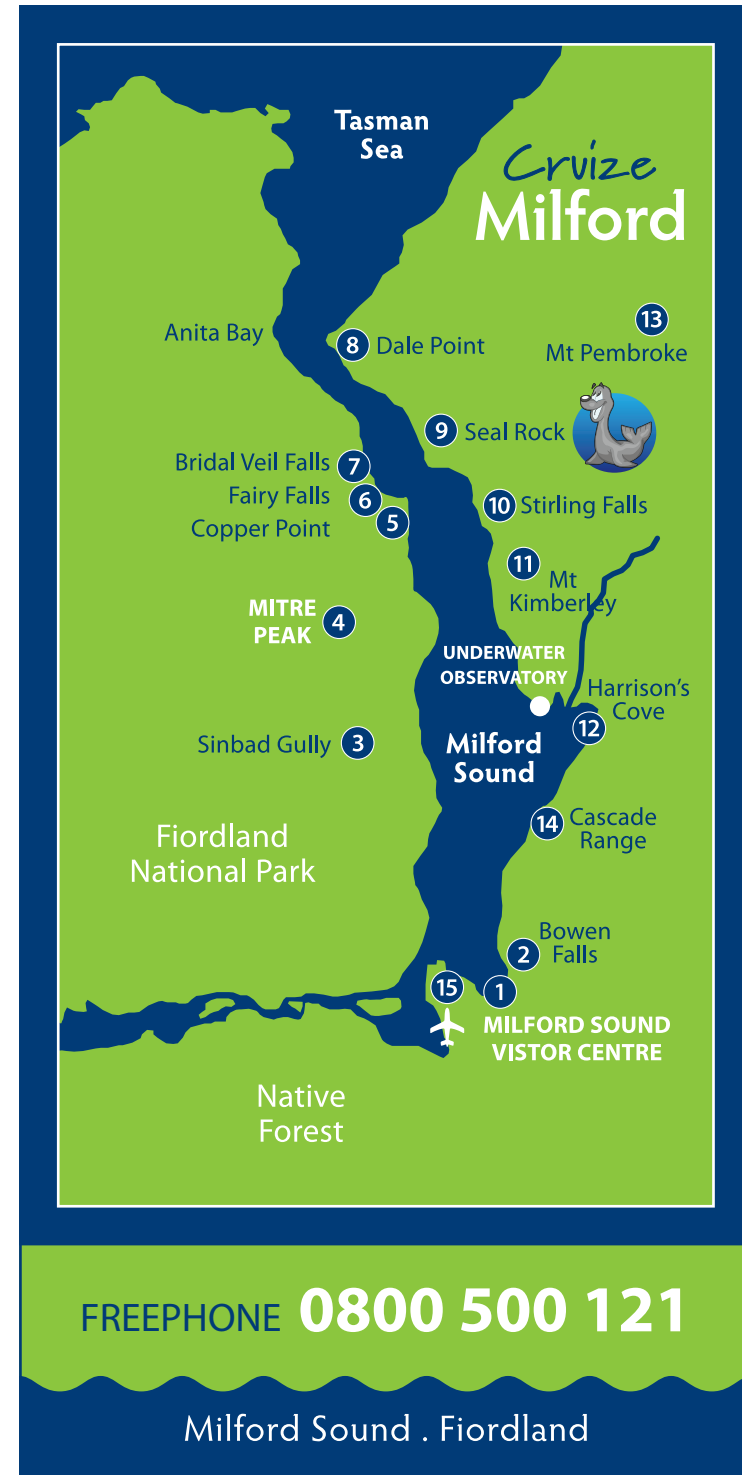 Tasman
Sea
Cruize
Milford
13
Mt Pembroke
Anita Bay
8 Dale Point
9 Seal Rock
Bridal Veil Falls 7
Fairy Falls 6
Copper Point 5
10 Stirling Falls
11 Mt
Kimberley
MITRE
PEAK 4
UNDERWATER
OBSERVATORY
Harrison's
Cove
12
Sinbad Gully 3
Milford
Sound
14 Cascade
Range
Fiordland
National Park
2 Bowen
Falls
15
1
MILFORD SOUND
VISTOR CENTRE
Native
Forest
FREEPHONE 0800 500 121
Milford Sound . Fiordland